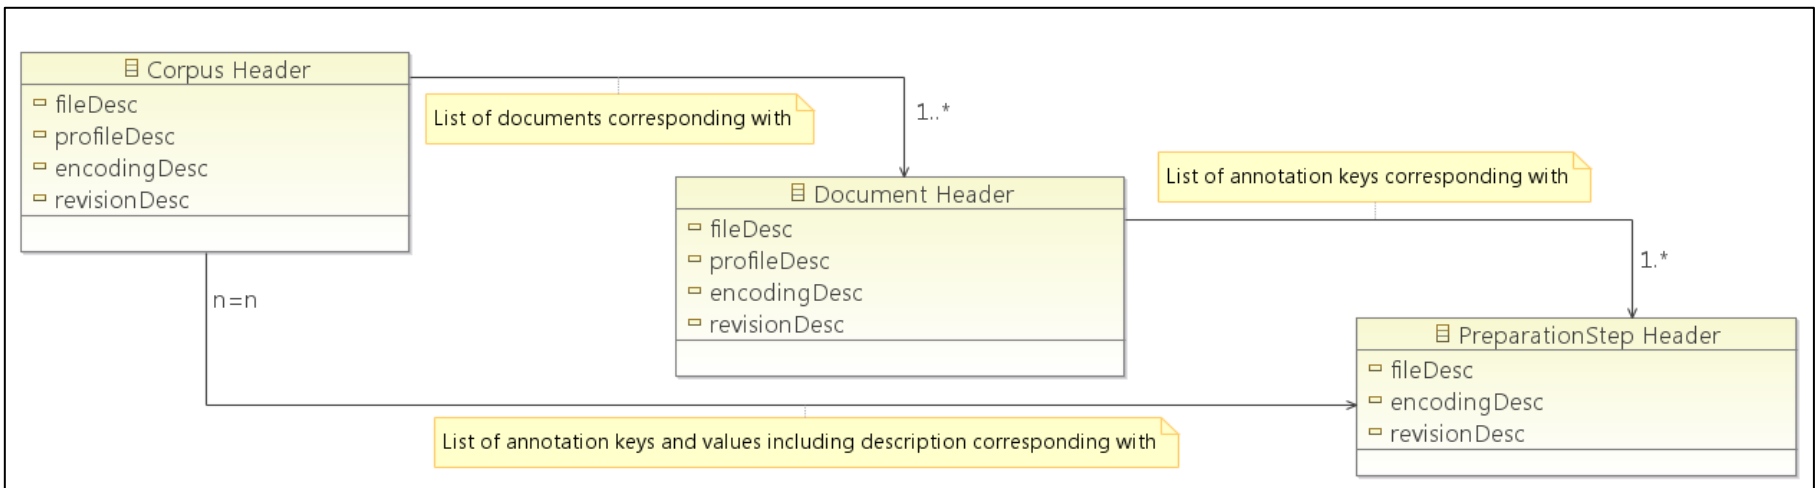 Corpus Header
fileDesc
profileDesc
encodingDesc
revisionDesc
List of documents corresponding with
1..*
Document Header
fileDesc
profileDesc
encodingDesc
revisionDesc
List of annotation keys corresponding with
1.*
n=n
PreparationStep Header
fileDesc
encodingDesc
revisionDesc
List of annotation keys and values including description corresponding with